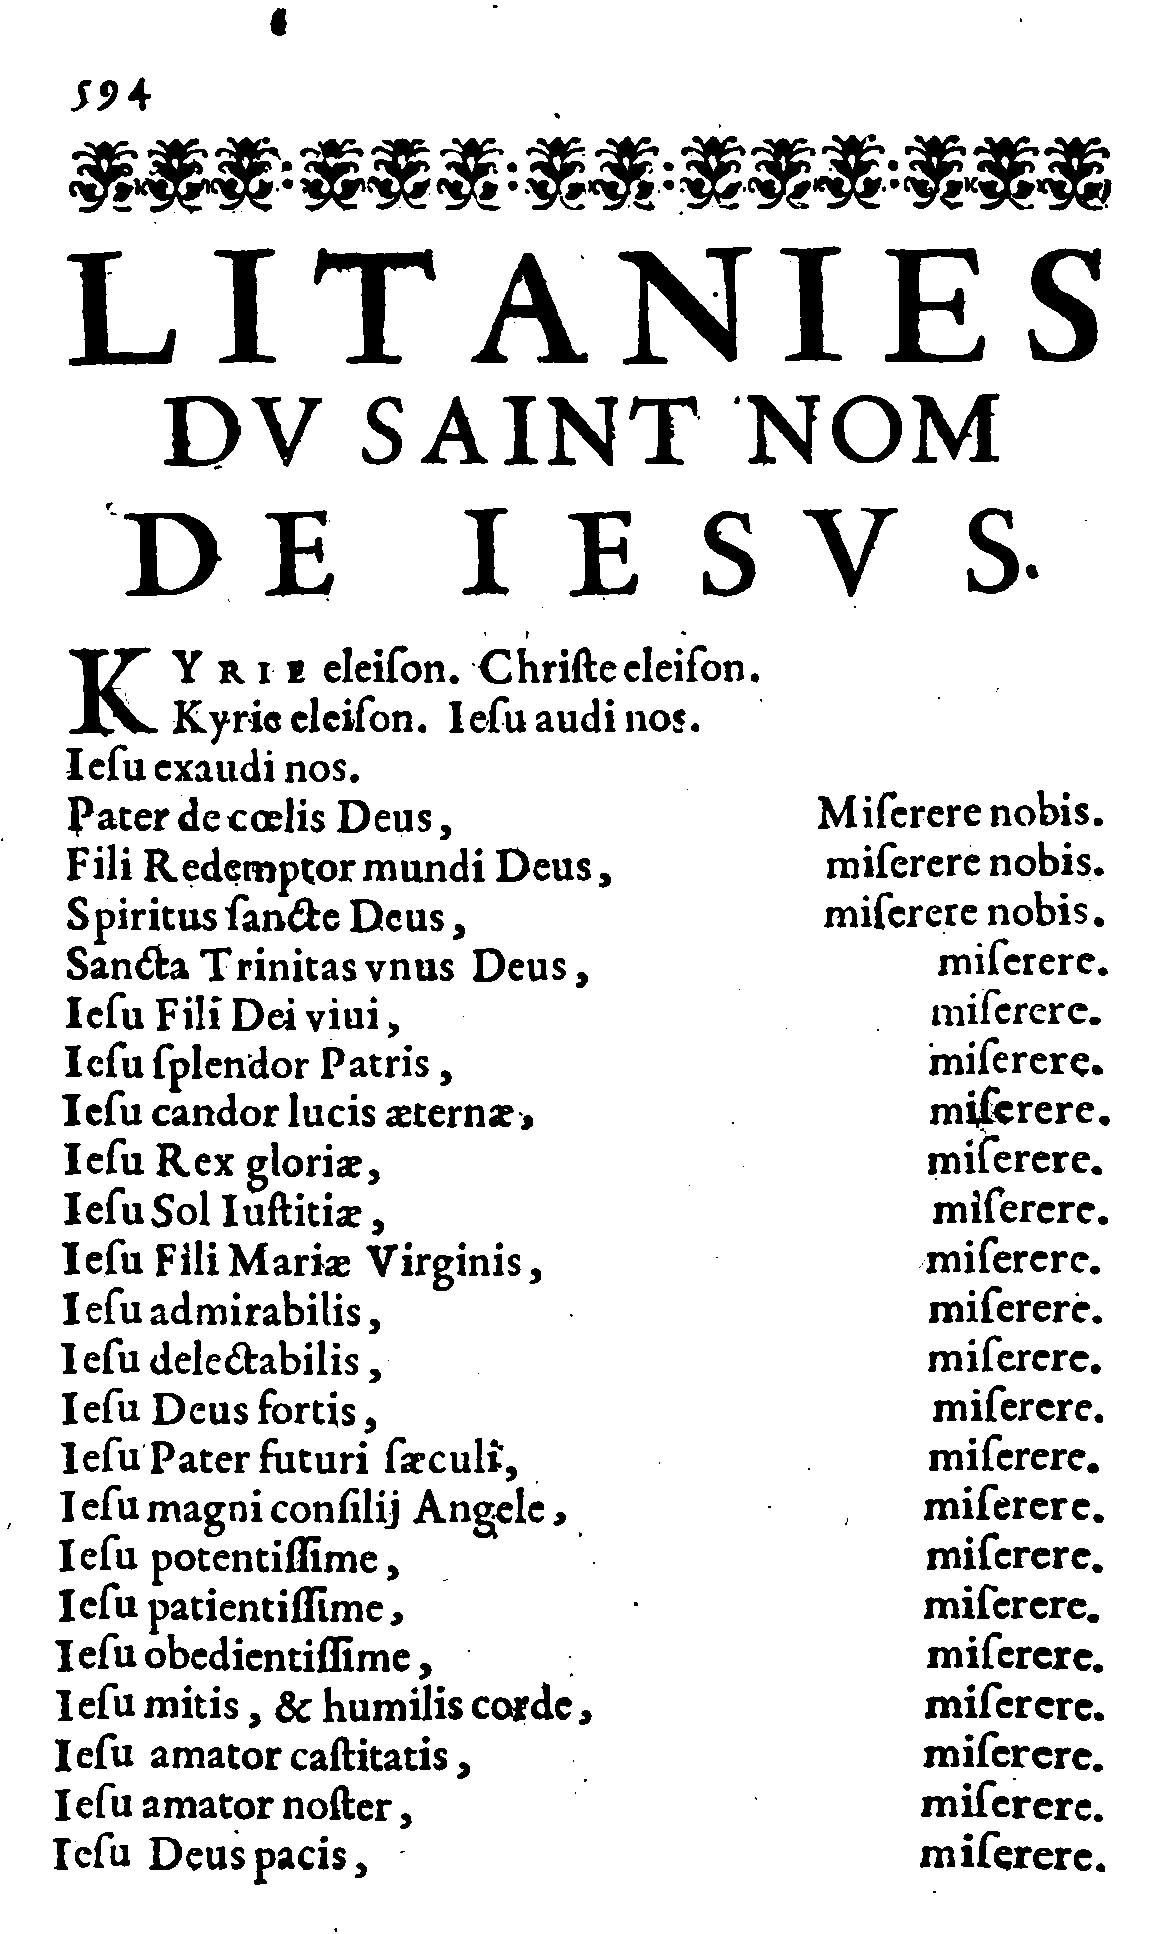 594
LITANIES
DV SAINT NOM
DE IESVS.
KYRIE eleiſon. Chriſte eleiſon.
Kyrie eleiſon. Ieſu audi nos.
Ieſu exaudi nos.
Pater de cœlis Deus, Miſerere nobis.
Fili Redemptor mundi Deus, miſerere nobis.
Spiritus ſancte Deus, miſerere nobis.
Sancta Trinitas vnus Deus, miſerere.
Ieſu Fili Dei viui, miſerere.
Ieſu ſplendor Patris, miſerere.
Ieſu candor lucis æternæ, miſerere.
Ieſu Rex gloriæ, miſerere.
Ieſu Sol Iuſtitiæ, miſerere.
Ieſu Fili Mariæ Virginis, miſerere.
Ieſu admirabilis, miſerere.
Ieſu delectabilis, miſerere.
Ieſu Deus fortis, miſerere.
Ieſu Pater futuri ſæculi, miſerere.
Ieſu magni conſilij Angele, miſerere.
Ieſu potentiſſime, miſerere.
Ieſu patientiſſime, miſerere.
Ieſu obedientiſſime, miſerere.
Ieſu mitis, & humilis corde, miſerere.
Ieſu amator caſtitatis, miſerere.
Ieſu amator noſter, miſerere.
Ieſu Deus pacis, miſerere.